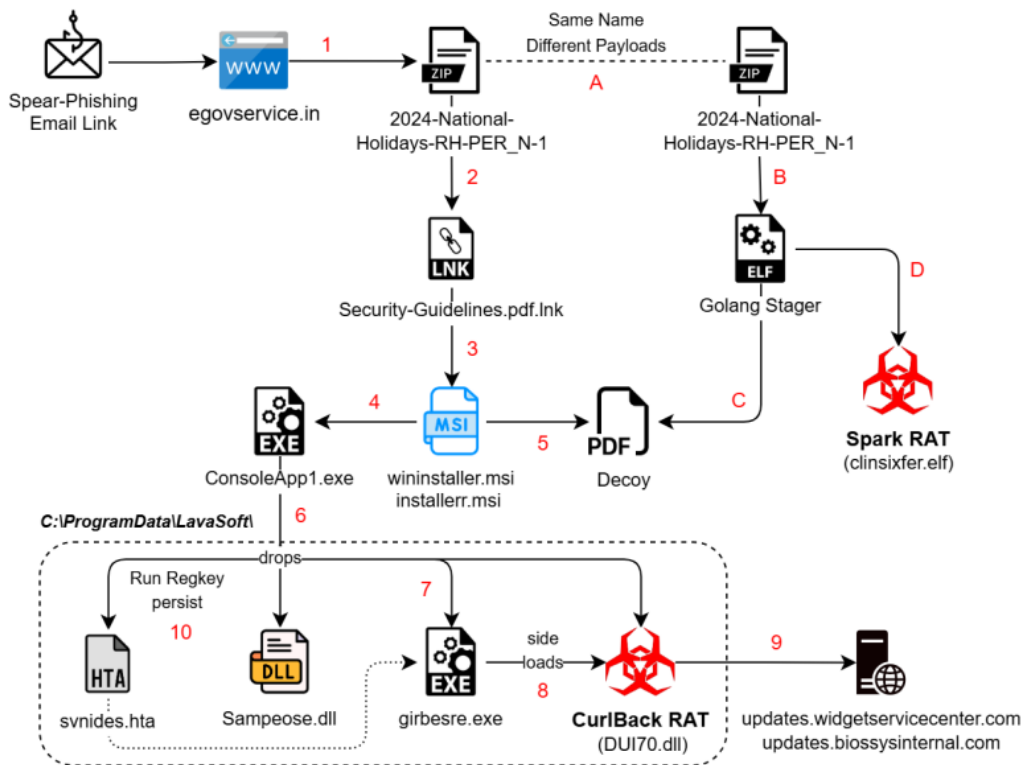 Spear-Phishing
Email Link
WWW
egovservice.in
1
ZIP
2024-National-
Holidays-RH-PER_N-1
Same Name
Different Payloads
A
ZIP
2024-National-
Holidays-RH-PER_N-1
2
B
LNK
Security-Guidelines.pdf.lnk
ELF
Golang Stager
D
3
C
Spark RAT
(clinsixfer.elf)
4
EXE
ConsoleApp1.exe
MSI
wininstaller.msi
installerr.msi
5
PDF
Decoy
6
C:\ProgramData\LavaSoft\
drops
Run Regkey
persist
10
7
HTA
svnides.hta
DLL
Sampeose.dll
EXE
girbesre.exe
side
loads
8
CurlBack RAT
(DUI70.dll)
9
updates.widgetservicecenter.com
updates.biossysinternal.com